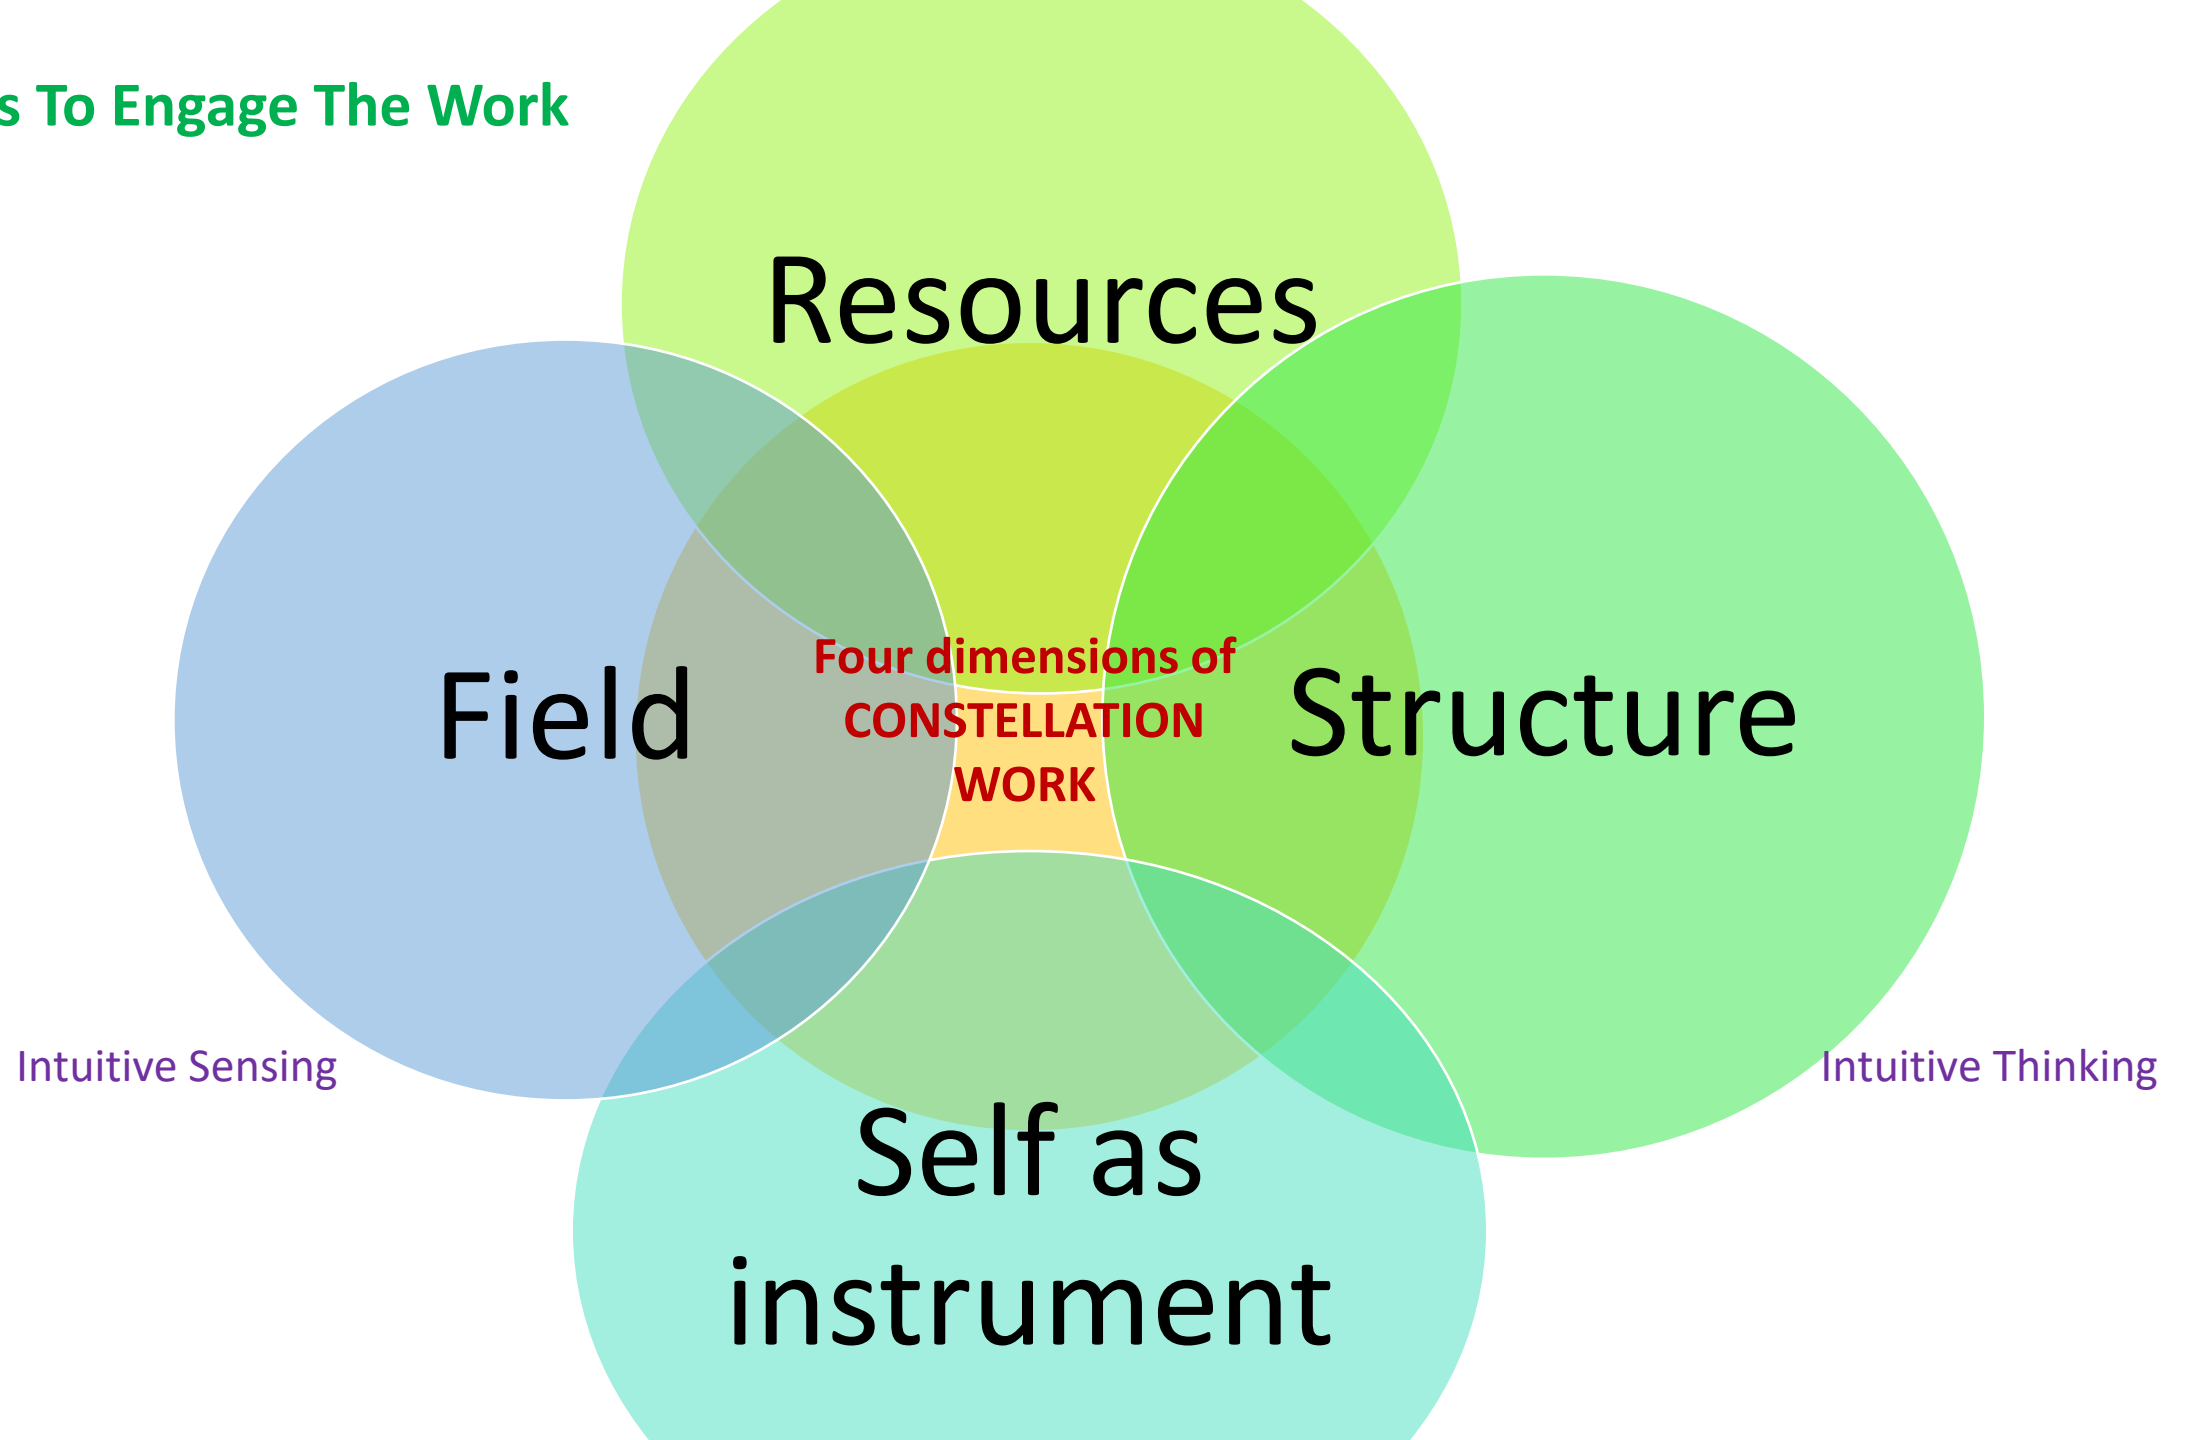 s To Engage The Work
Resources
Four dimensions of
CONSTELLATION
WORK
Field
Structure
Intuitive Sensing
Intuitive Thinking
Self as
instrument